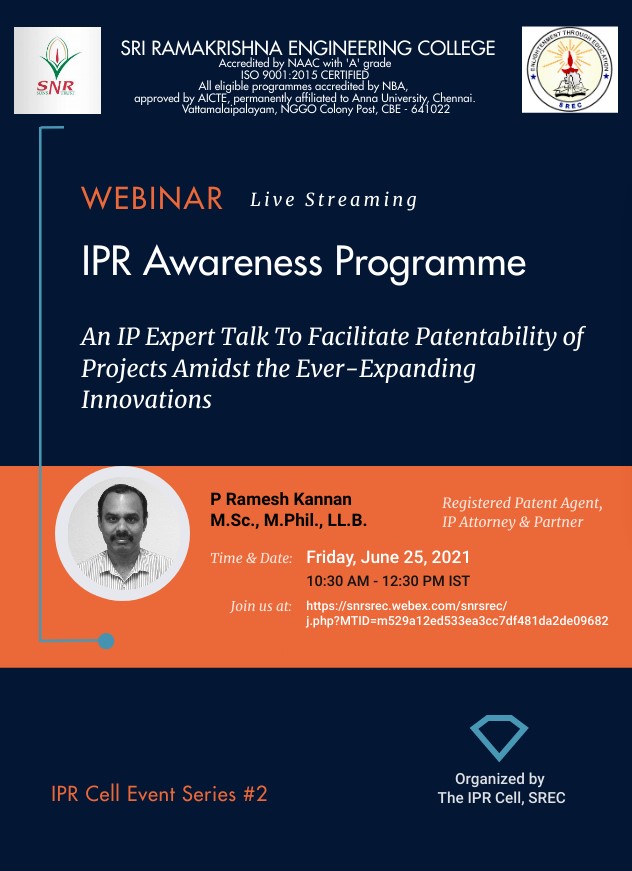 SNR
SONS TRUST
SRI RAMAKRISHNA ENGINEERING COLLEGE
Accredited by NAAC with 'A' grade
ISO 9001:2015 CERTIFIED
All eligible programmes accredited by NBA,
approved by AICTE, permanently affiliated to Anna University, Chennai.
Vattamalaipalayam, NGGO Colony Post, CBE - 641022
ENLIGHTENMENT THROUGH EDUCATION
SREC
WEBINAR Live Streaming
IPR Awareness Programme
An IP Expert Talk To Facilitate Patentability of
Projects Amidst the Ever-Expanding
Innovations
P Ramesh Kannan
M.Sc., M.Phil., LL.B.
Registered Patent Agent,
IP Attorney & Partner
Time & Date: Friday, June 25, 2021
10:30 AM - 12:30 PM IST
Join us at: https://snrsrec.webex.com/snrsrec/
j.php?MTID=m529a12ed533ea3cc7df481da2de09682
IPR Cell Event Series #2
Organized by
The IPR Cell, SREC